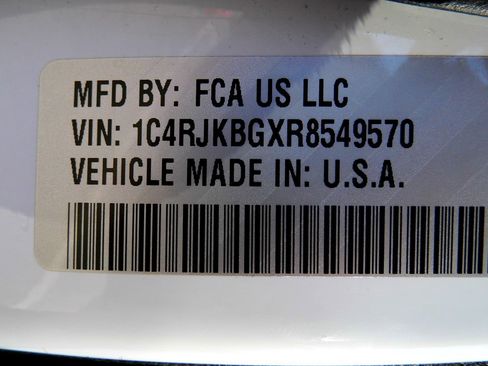 MFD BY: FCA US LLC
VIN: 1C4RJKBGXR8549570
VEHICLE MADE IN: U.S.A.